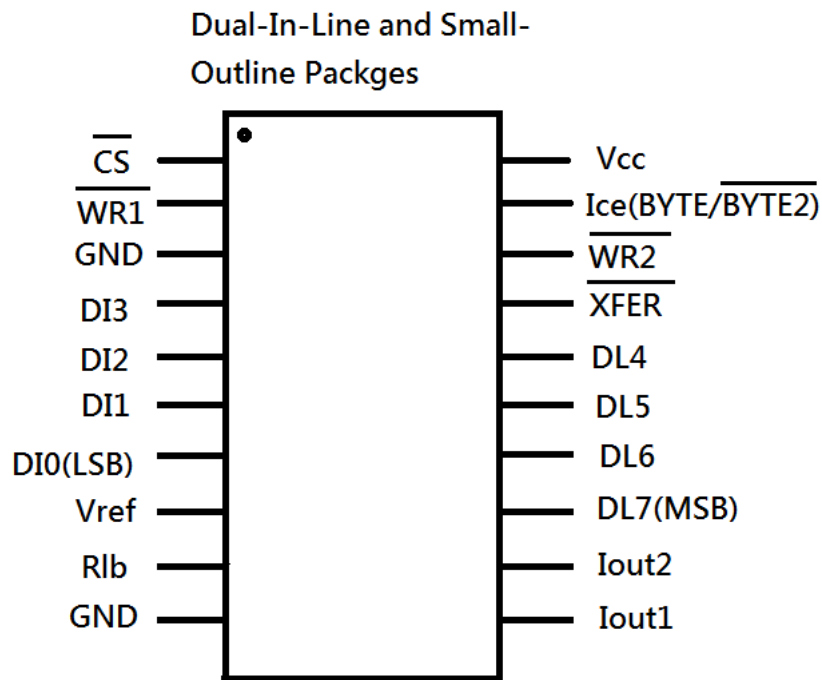 Dual-In-Line and Small-
Outline Packges
CS
WR1
GND
DI3
DI2
DI1
DI0(LSB)
Vref
Rlb
GND
Vcc
Ice(BYTE/BYTE2)
WR2
XFER
DL4
DL5
DL6
DL7(MSB)
Iout2
Iout1